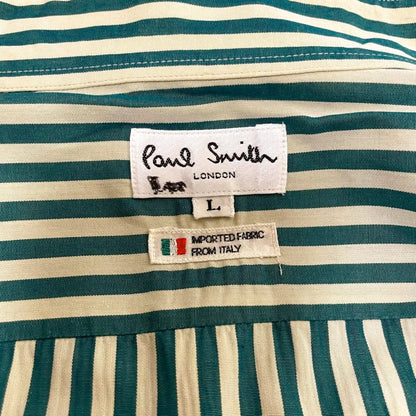 Paul Smith
LONDON
L
IMPORTED FABRIC
FROM ITALY